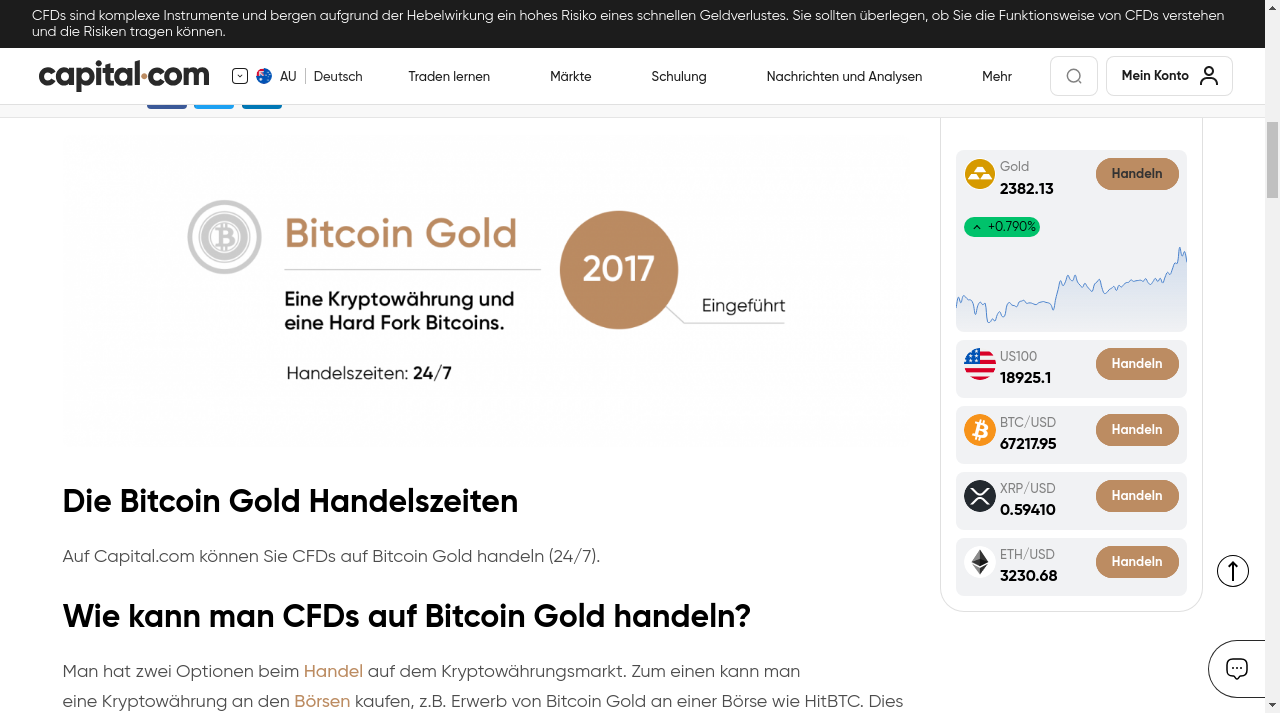 CFDs sind komplexe Instrumente und bergen aufgrund der Hebelwirkung ein hohes Risiko eines schnellen Geldverlustes. Sie sollten überlegen, ob Sie die Funktionsweise von CFDs verstehen
und die Risiken tragen können.
capital.com
AU
Deutsch
Traden lernen
Märkte
Schulung
Nachrichten und Analysen
Mehr
Mein Konto
Bitcoin Gold
Eine Kryptowährung und
eine Hard Fork Bitcoins.
Handelszeiten: 24/7
2017
Eingeführt
Die Bitcoin Gold Handelszeiten
Auf Capital.com können Sie CFDs auf Bitcoin Gold handeln (24/7).
Wie kann man CFDs auf Bitcoin Gold handeln?
Man hat zwei Optionen beim Handel auf dem Kryptowährungsmarkt. Zum einen kann man
eine Kryptowährung an den Börsen kaufen, z.B. Erwerb von Bitcoin Gold an einer Börse wie HitBTC. Dies
Gold
2382.13
Handeln
+0.790%
US100
18925.1
Handeln
BTC/USD
67217.95
Handeln
XRP/USD
0.59410
Handeln
ETH/USD
3230.68
Handeln